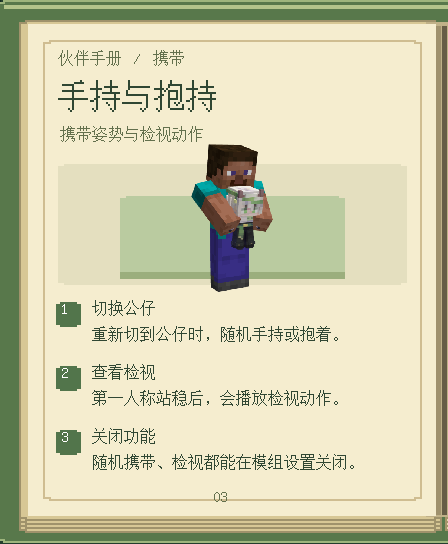 伙伴手册 / 携带
手持与抱持
携带姿势与检视动作
1 切换公仔
重新切到公仔时，随机手持或抱着。
2 查看检视
第一人称站稳后，会播放检视动作。
3 关闭功能
随机携带、检视都能在模组设置关闭。
03